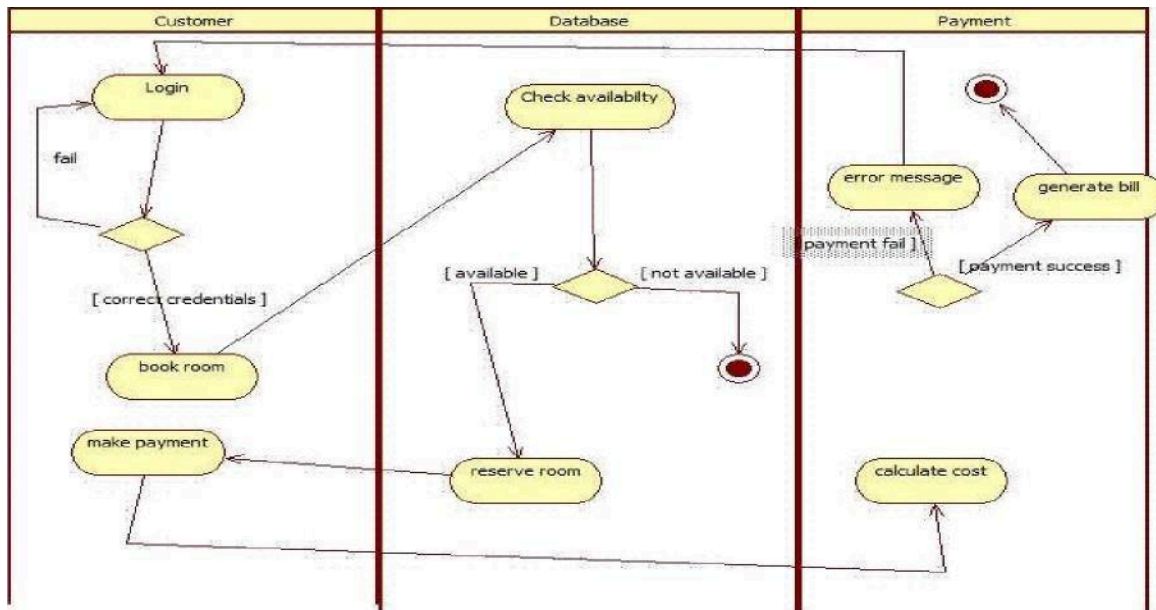 Customer
Database
Payment
Login
Check availabilty
fail
error message
generate bill
[ payment fail ]
[ payment success ]
[ available ]
[ not available ]
[ correct credentials ]
book room
make payment
reserve room
calculate cost